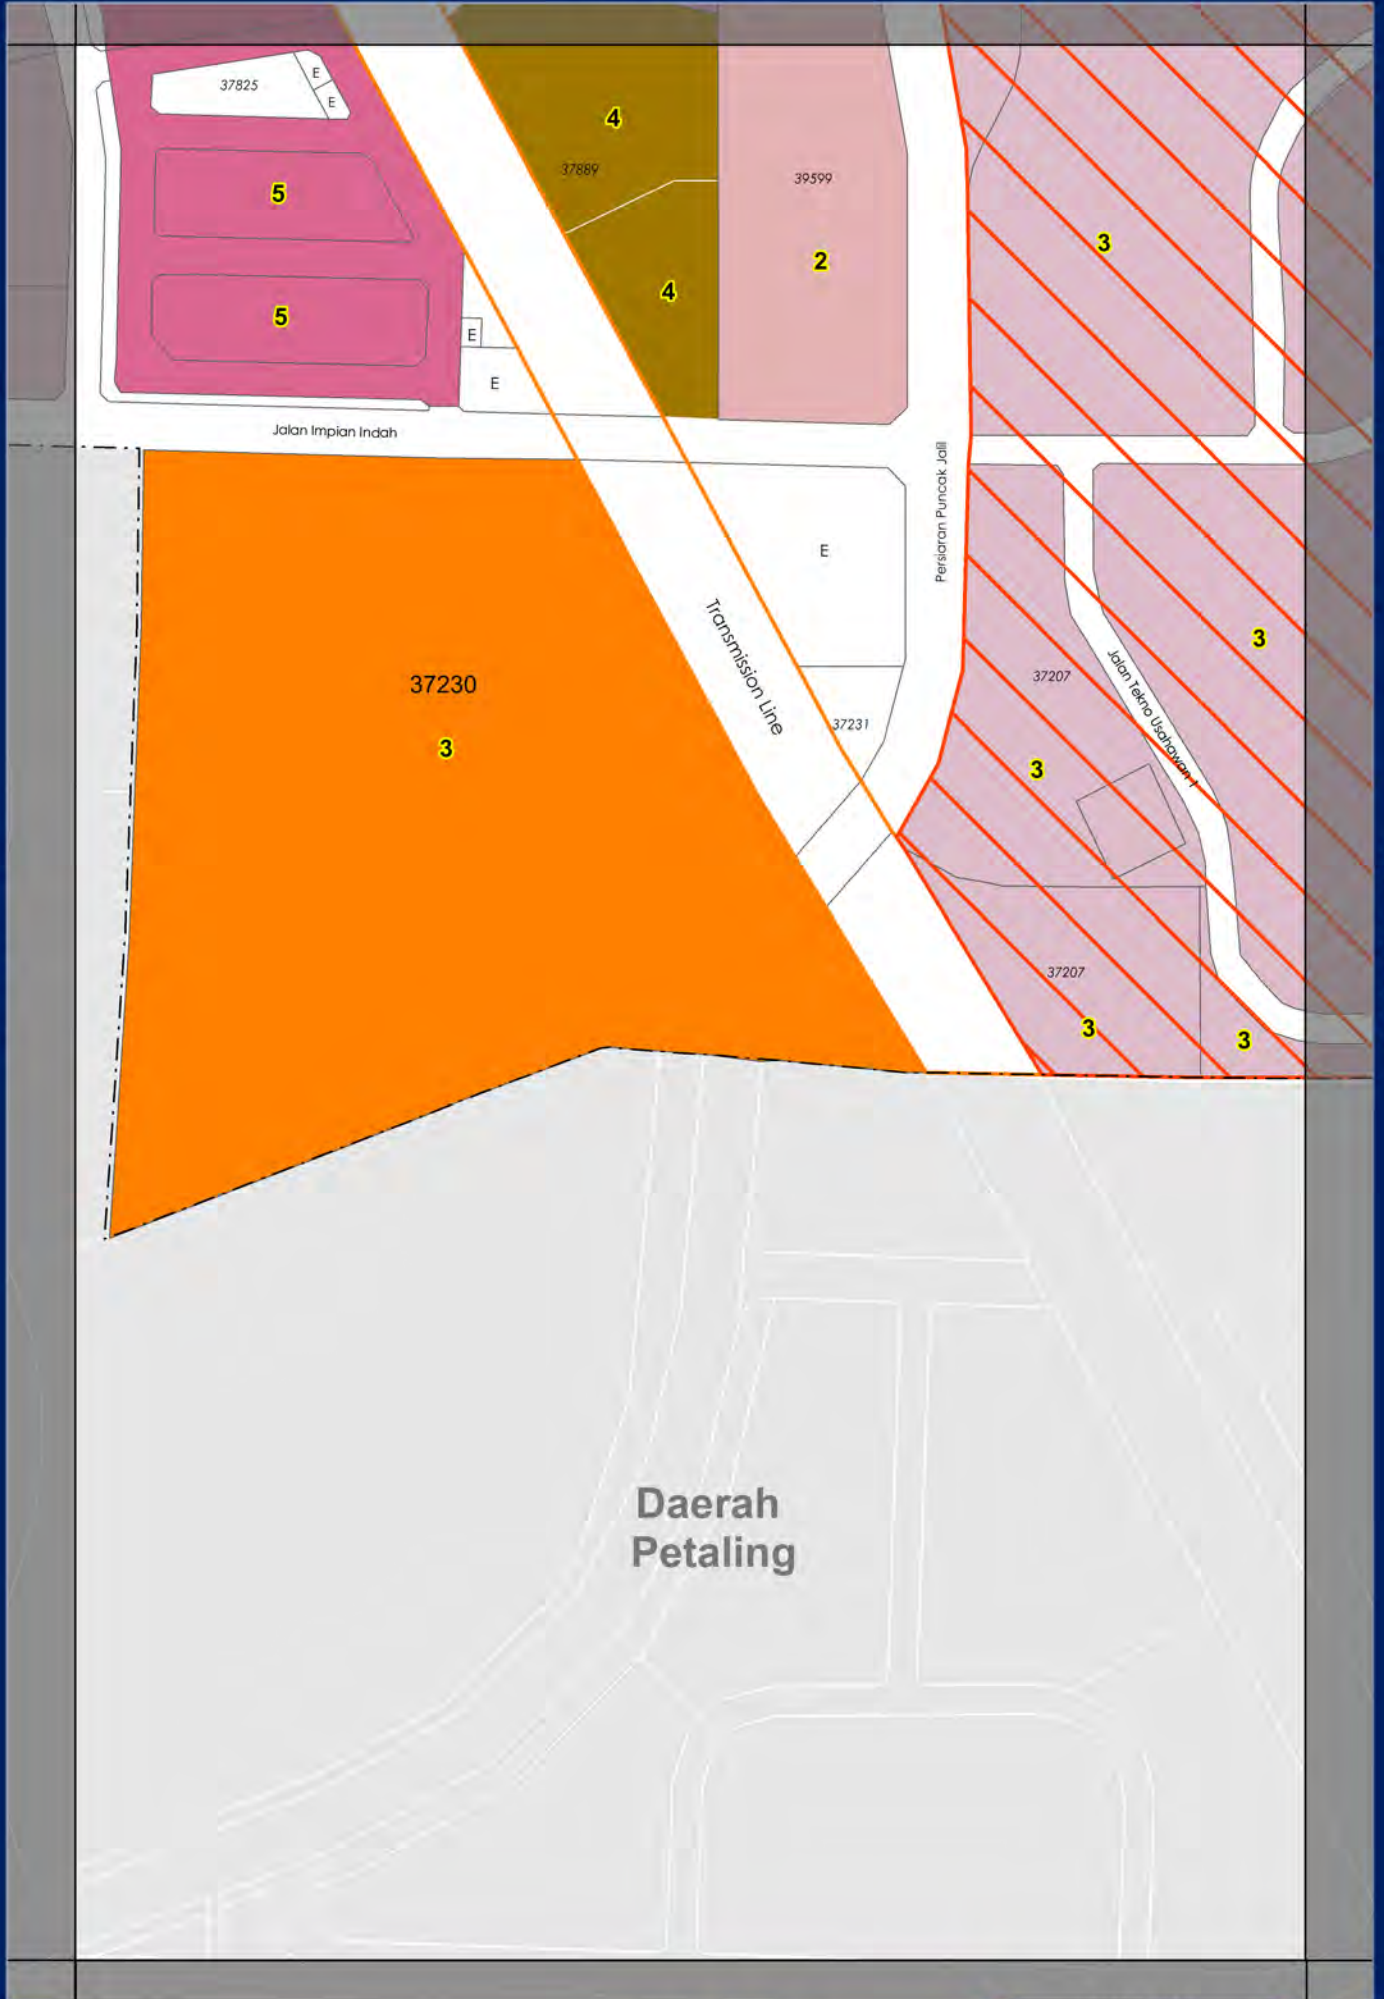 37825
E
E
4
37889
39599
5
3
2
4
5
E
E
Jalan Impian Indah
Persiaran Puncak Jalil
E
Transmission Line
3
Jalan Tekno Usahawan 1
37207
37230
37231
3
3
37207
3
3
Daerah
Petaling